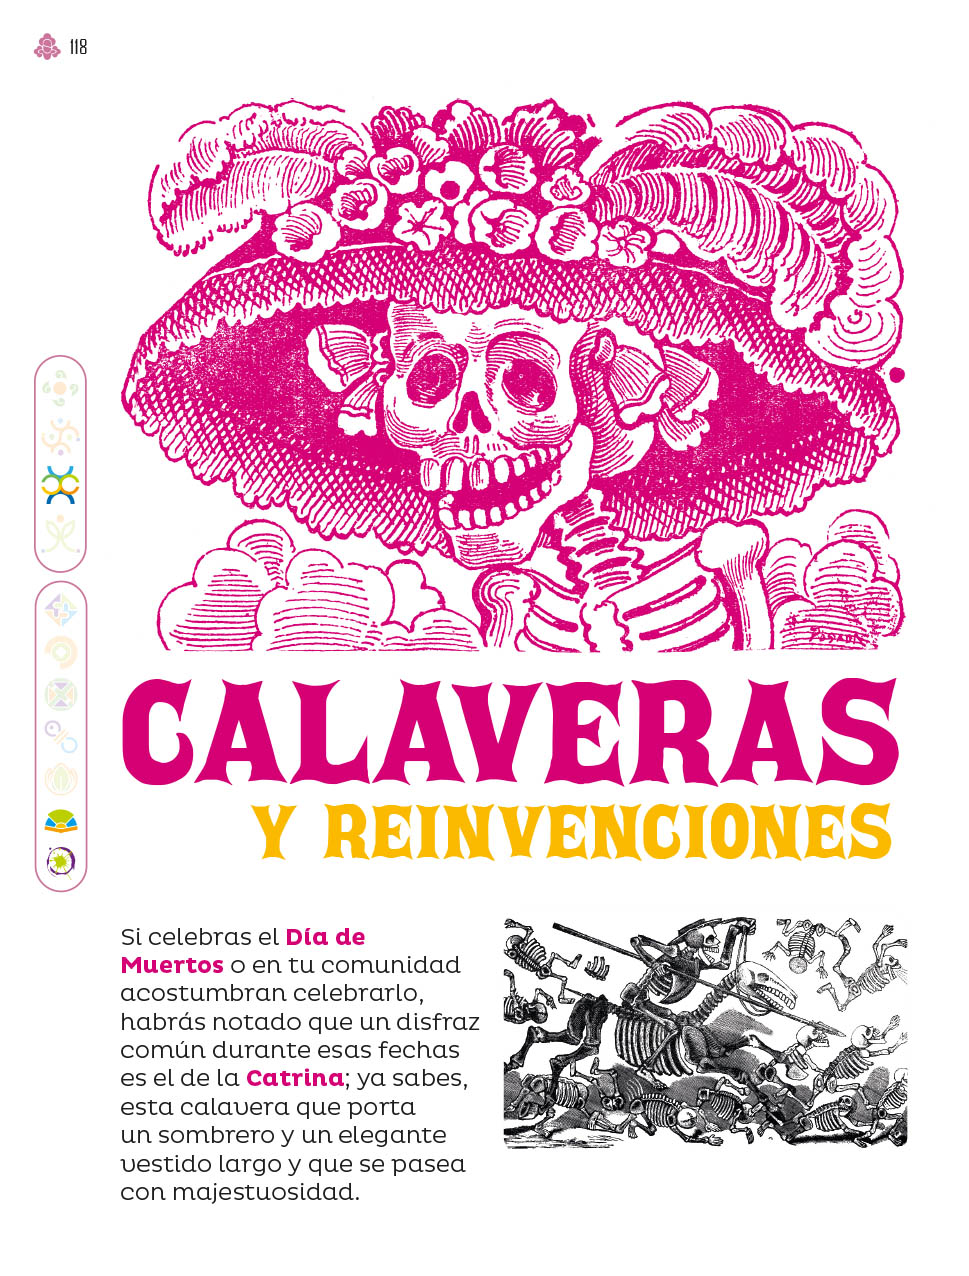 118
POSADA
CALAVERAS
Y REINVENCIONES
Si celebras el Día de
Muertos o en tu comunidad
acostumbran celebrarlo,
habrás notado que un disfraz
común durante esas fechas
es el de la Catrina; ya sabes,
esta calavera que porta
un sombrero y un elegante
vestido largo y que se pasea
con majestuosidad.